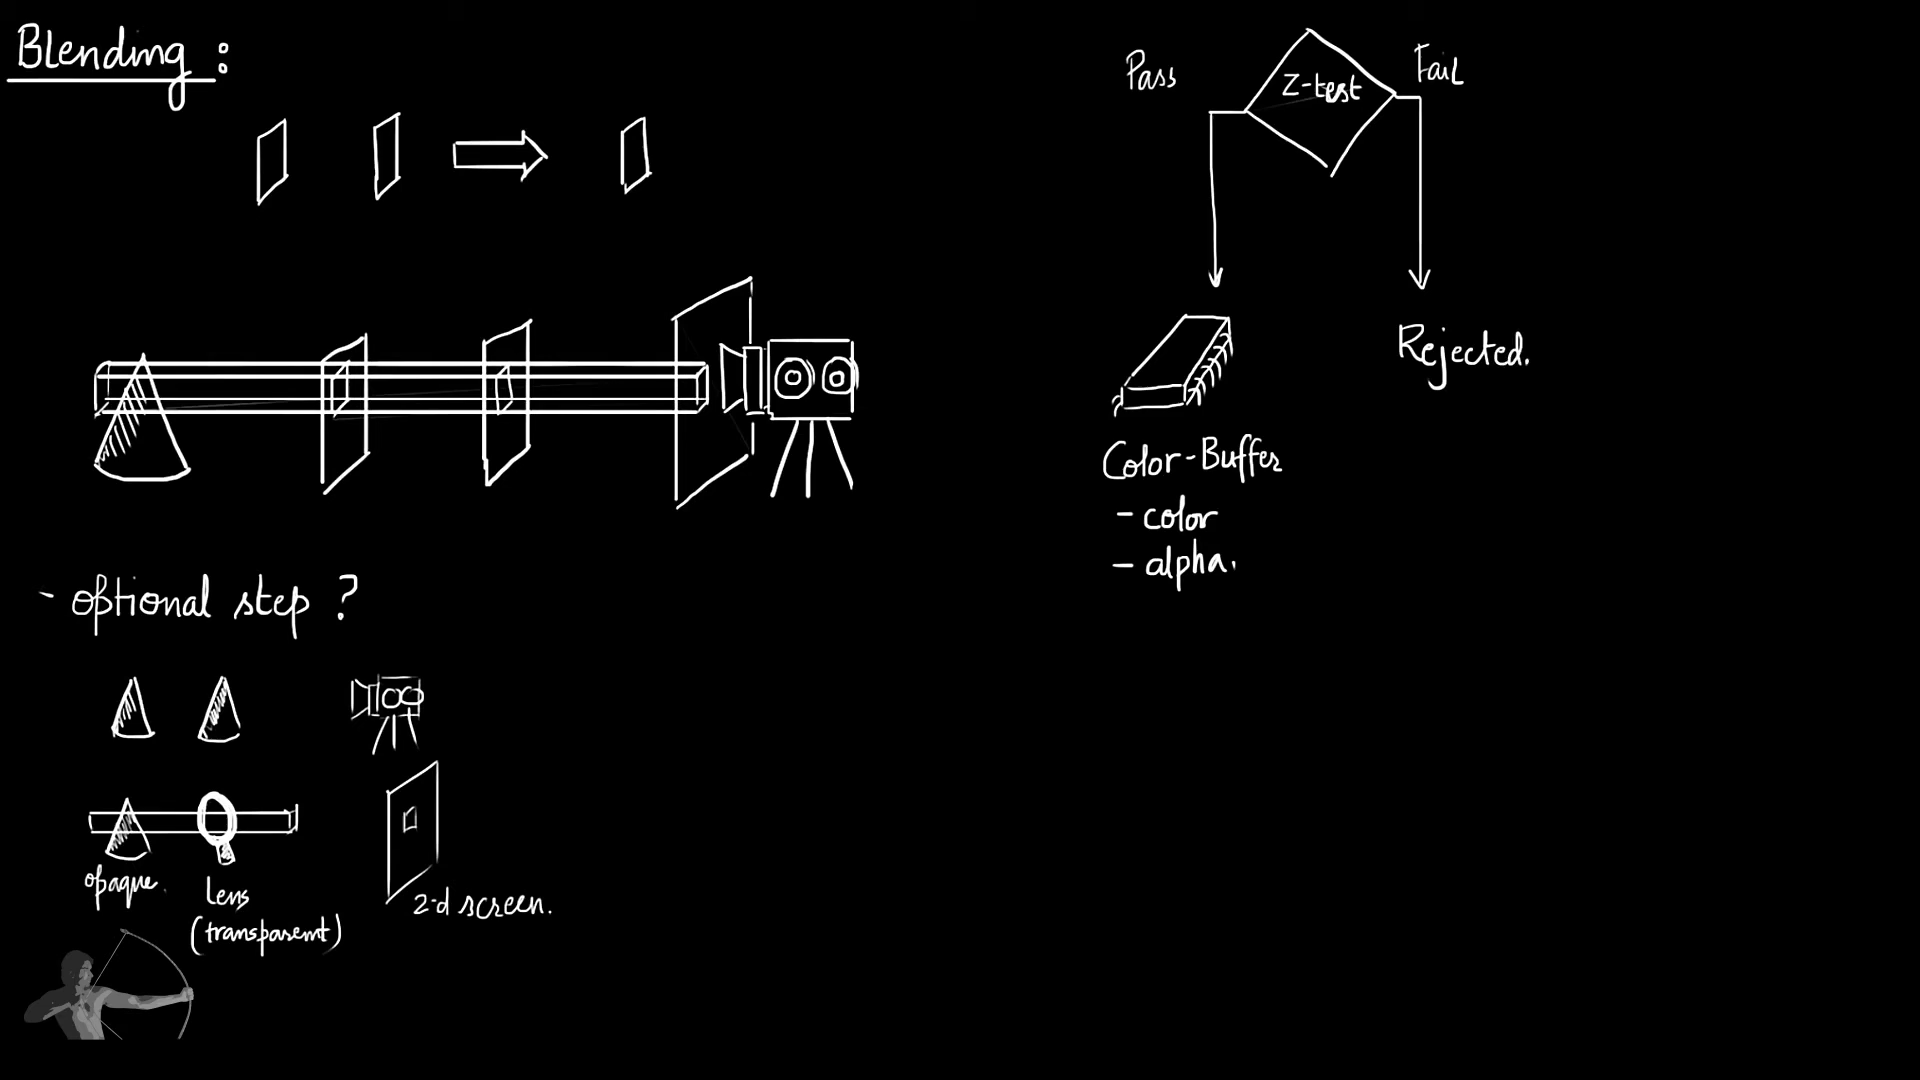 Blending :
- optional step ?
opaque.
Lens
(transparent)
2-d screen.
Pass
Z-test
Fail
Rejected.
Color-Buffer
- color
- alpha.